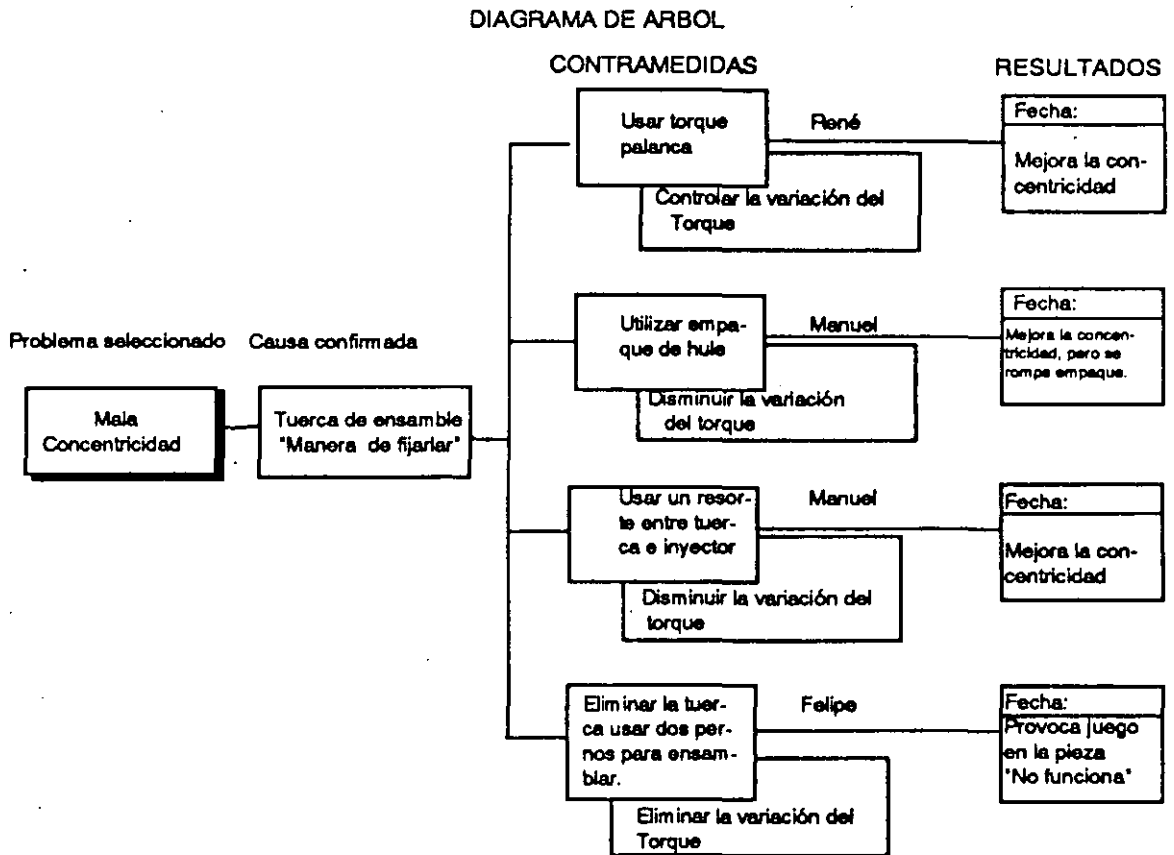 DIAGRAMA DE ARBOL
CONTRAMEDIDAS
RESULTADOS
Usar torque
palanca
René
Fecha:
Mejora la con-
centricidad
Controlar la variación del
Torque
Problema seleccionado
Causa confirmada
Mala
Concentricidad
Tuerca de ensamble
"Manera de fijarlar"
Utilizar empa-
que de hule
Manuel
Fecha:
Mejora la concen-
tricidad, pero se
rompe empaque.
Disminuir la variación
del torque
Usar un resor-
te entre tuer-
ca e inyector
Manuel
Fecha:
Mejora la con-
centricidad
Disminuir la variación del
torque
Eliminar la tuer-
ca usar dos per-
nos para ensam-
blar.
Felipe
Fecha:
Provoca juego
en la pieza
"No funciona"
Eliminar la variación del
Torque